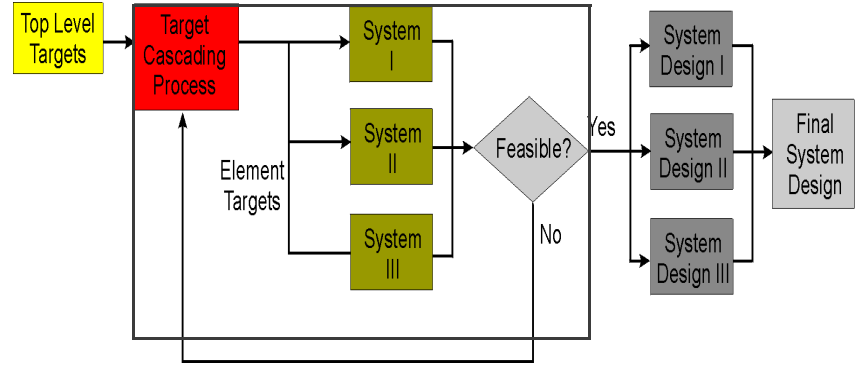 Top Level
Targets
Target
Cascading
Process
Element
Targets
System
I
System
II
System
III
Feasible?
Yes
No
System
Design I
System
Design II
System
Design III
Final
System
Design